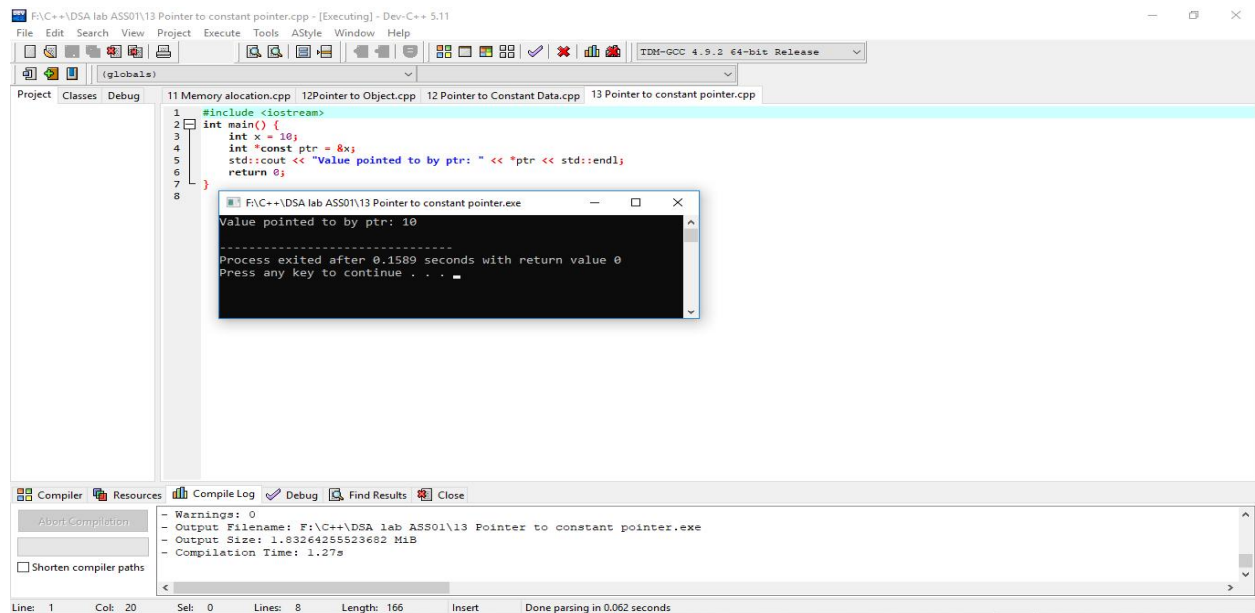 F:\C++\DSA lab ASS01\13 Pointer to constant pointer.cpp - [Executing] - Dev-C++ 5.11
File Edit Search View Project Execute Tools AStyle Window Help
TDM-GCC 4.9.2 64-bit Release
(globals)
Project Classes Debug
11 Memory alocation.cpp 12Pointer to Object.cpp 12 Pointer to Constant Data.cpp 13 Pointer to constant pointer.cpp
1 #include <iostream>
2 int main() {
3 int x = 10;
4 int *const ptr = &x;
5 std::cout << "Value pointed to by ptr: " << *ptr << std::endl;
6 return 0;
7 }
8
F:\C++\DSA lab ASS01\13 Pointer to constant pointer.exe
Value pointed to by ptr: 10
--------------------------------
Process exited after 0.1589 seconds with return value 0
Press any key to continue . . .
Compiler Resources Compile Log Debug Find Results Close
Abort Compilation
Shorten compiler paths
- Warnings: 0
- Output Filename: F:\C++\DSA lab ASS01\13 Pointer to constant pointer.exe
- Output Size: 1.83264255523682 MiB
- Compilation Time: 1.27s
Line: 1 Col: 20 Sel: 0 Lines: 8 Length: 166 Insert Done parsing in 0.062 seconds